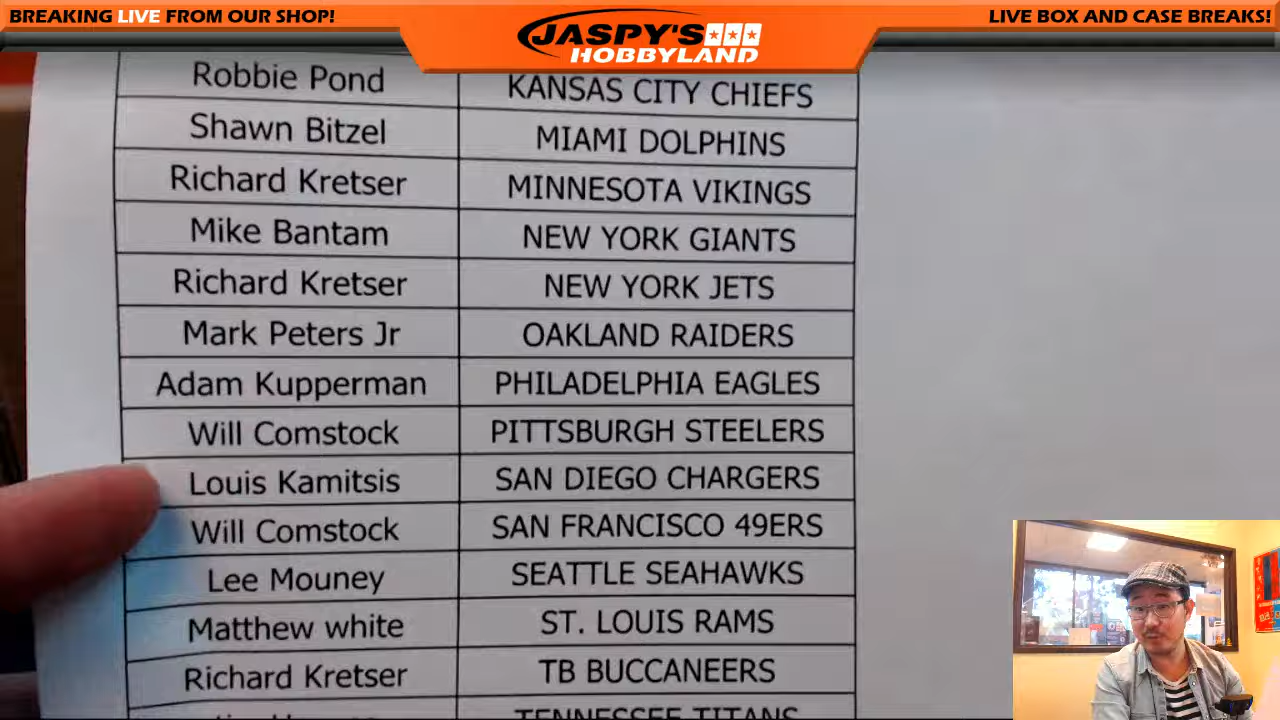 BREAKING LIVE FROM OUR SHOP!
JASPY'S
HOBBYLAND
LIVE BOX AND CASE BREAKS!
Robbie Pond KANSAS CITY CHIEFS
Shawn Bitzel MIAMI DOLPHINS
Richard Kretser MINNESOTA VIKINGS
Mike Bantam NEW YORK GIANTS
Richard Kretser NEW YORK JETS
Mark Peters Jr OAKLAND RAIDERS
Adam Kupperman PHILADELPHIA EAGLES
Will Comstock PITTSBURGH STEELERS
Louis Kamitsis SAN DIEGO CHARGERS
Will Comstock SAN FRANCISCO 49ERS
Lee Mouney SEATTLE SEAHAWKS
Matthew white ST. LOUIS RAMS
Richard Kretser TB BUCCANEERS
TENNESSEE TITANS